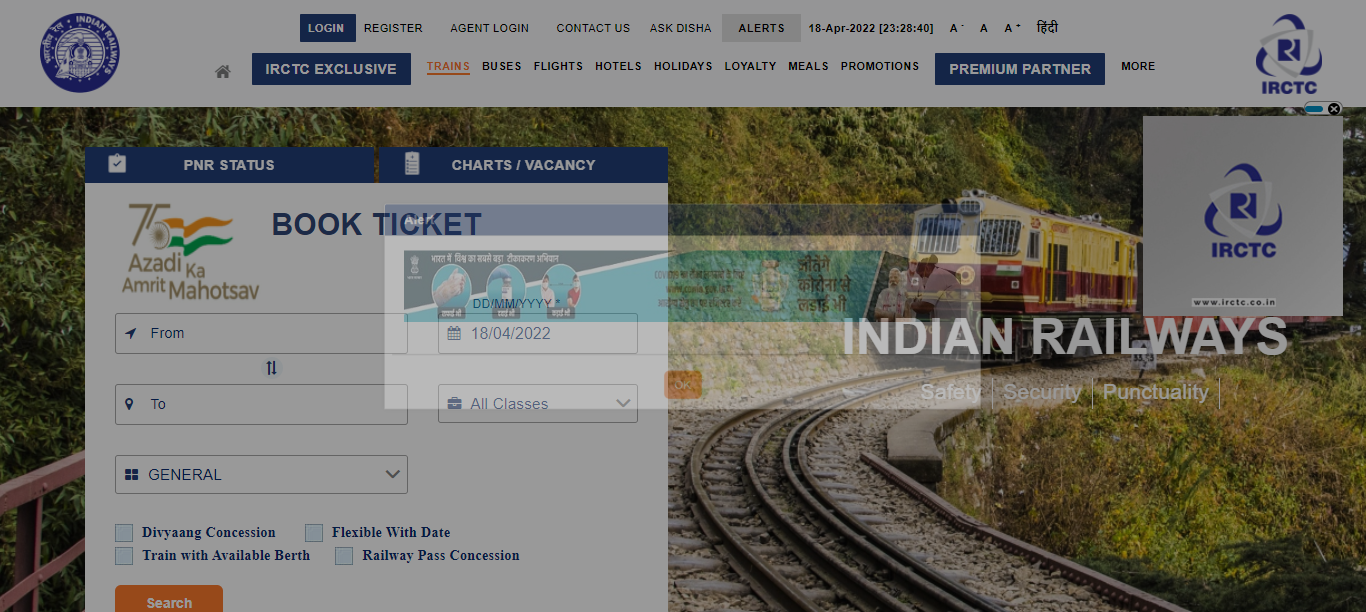 LOGIN REGISTER AGENT LOGIN CONTACT US ASK DISHA ALERTS 18-Apr-2022 [23:28:40] A - A A + हिंदी
भारतीय रेल INDIAN RAILWAYS
IRCTC EXCLUSIVE TRAINS BUSES FLIGHTS HOTELS HOLIDAYS LOYALTY MEALS PROMOTIONS PREMIUM PARTNER MORE
IRCTC
PNR STATUS CHARTS / VACANCY
BOOK TICKET
Alert
75
Azadi Ka
Amrit Mahotsav
भारत में विश्व का सबसे बड़ा टीकाकरण अभियान
जीतेंगे
कोरोना से
लड़ाई भी
IRCTC
www.irctc.co.in
DD/MM/YYYY *
From 18/04/2022
INDIAN RAILWAYS
OK
Safety | Security | Punctuality |
To All Classes
GENERAL
Divyaang Concession Flexible With Date
Train with Available Berth Railway Pass Concession
Search